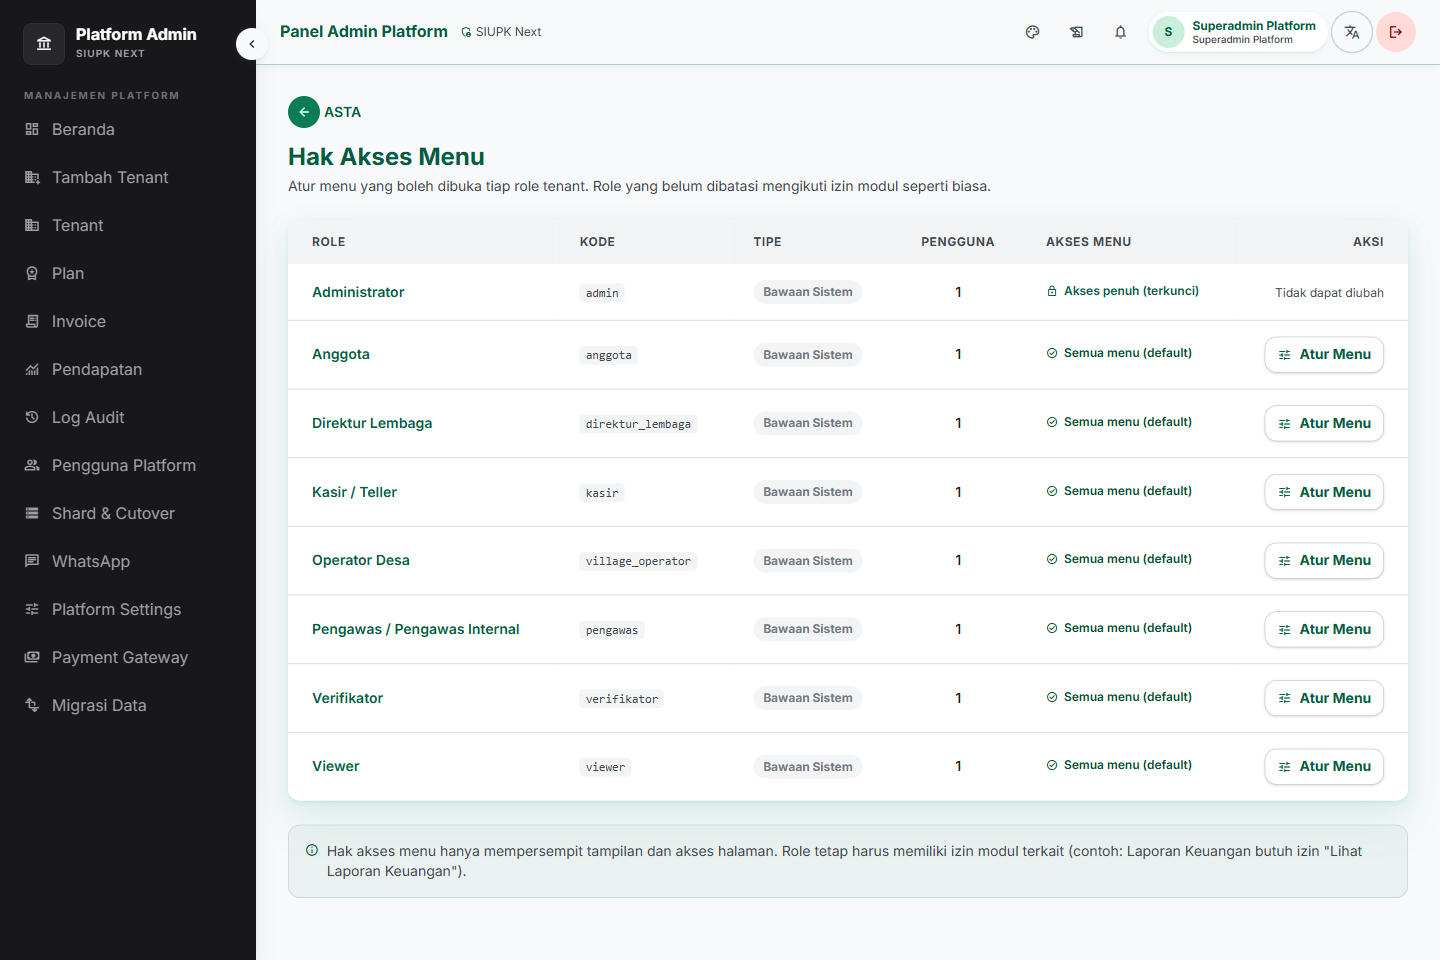 Platform Admin
SIUPK NEXT
MANAJEMEN PLATFORM
Beranda
Tambah Tenant
Tenant
Plan
Invoice
Pendapatan
Log Audit
Pengguna Platform
Shard & Cutover
WhatsApp
Platform Settings
Payment Gateway
Migrasi Data
Panel Admin Platform SIUPK Next
S
Superadmin Platform
Superadmin Platform
ASTA
Hak Akses Menu
Atur menu yang boleh dibuka tiap role tenant. Role yang belum dibatasi mengikuti izin modul seperti biasa.
ROLE KODE TIPE PENGGUNA AKSES MENU AKSI
Administrator admin Bawaan Sistem 1 Akses penuh (terkunci) Tidak dapat diubah
Anggota anggota Bawaan Sistem 1 Semua menu (default) Atur Menu
Direktur Lembaga direktur_lembaga Bawaan Sistem 1 Semua menu (default) Atur Menu
Kasir / Teller kasir Bawaan Sistem 1 Semua menu (default) Atur Menu
Operator Desa village_operator Bawaan Sistem 1 Semua menu (default) Atur Menu
Pengawas / Pengawas Internal pengawas Bawaan Sistem 1 Semua menu (default) Atur Menu
Verifikator verifikator Bawaan Sistem 1 Semua menu (default) Atur Menu
Viewer viewer Bawaan Sistem 1 Semua menu (default) Atur Menu
Hak akses menu hanya mempersempit tampilan dan akses halaman. Role tetap harus memiliki izin modul terkait (contoh: Laporan Keuangan butuh izin "Lihat
Laporan Keuangan").